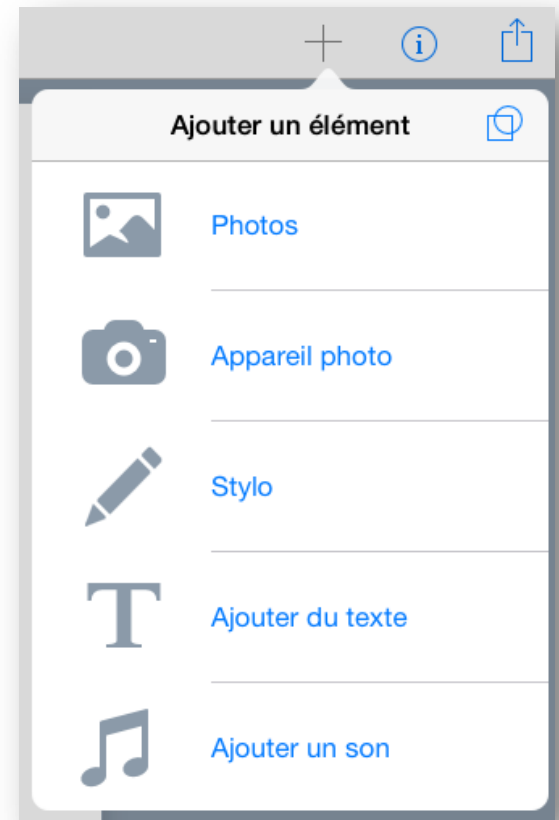 Ajouter un élément
Photos
Appareil photo
Stylo
Ajouter du texte
Ajouter un son